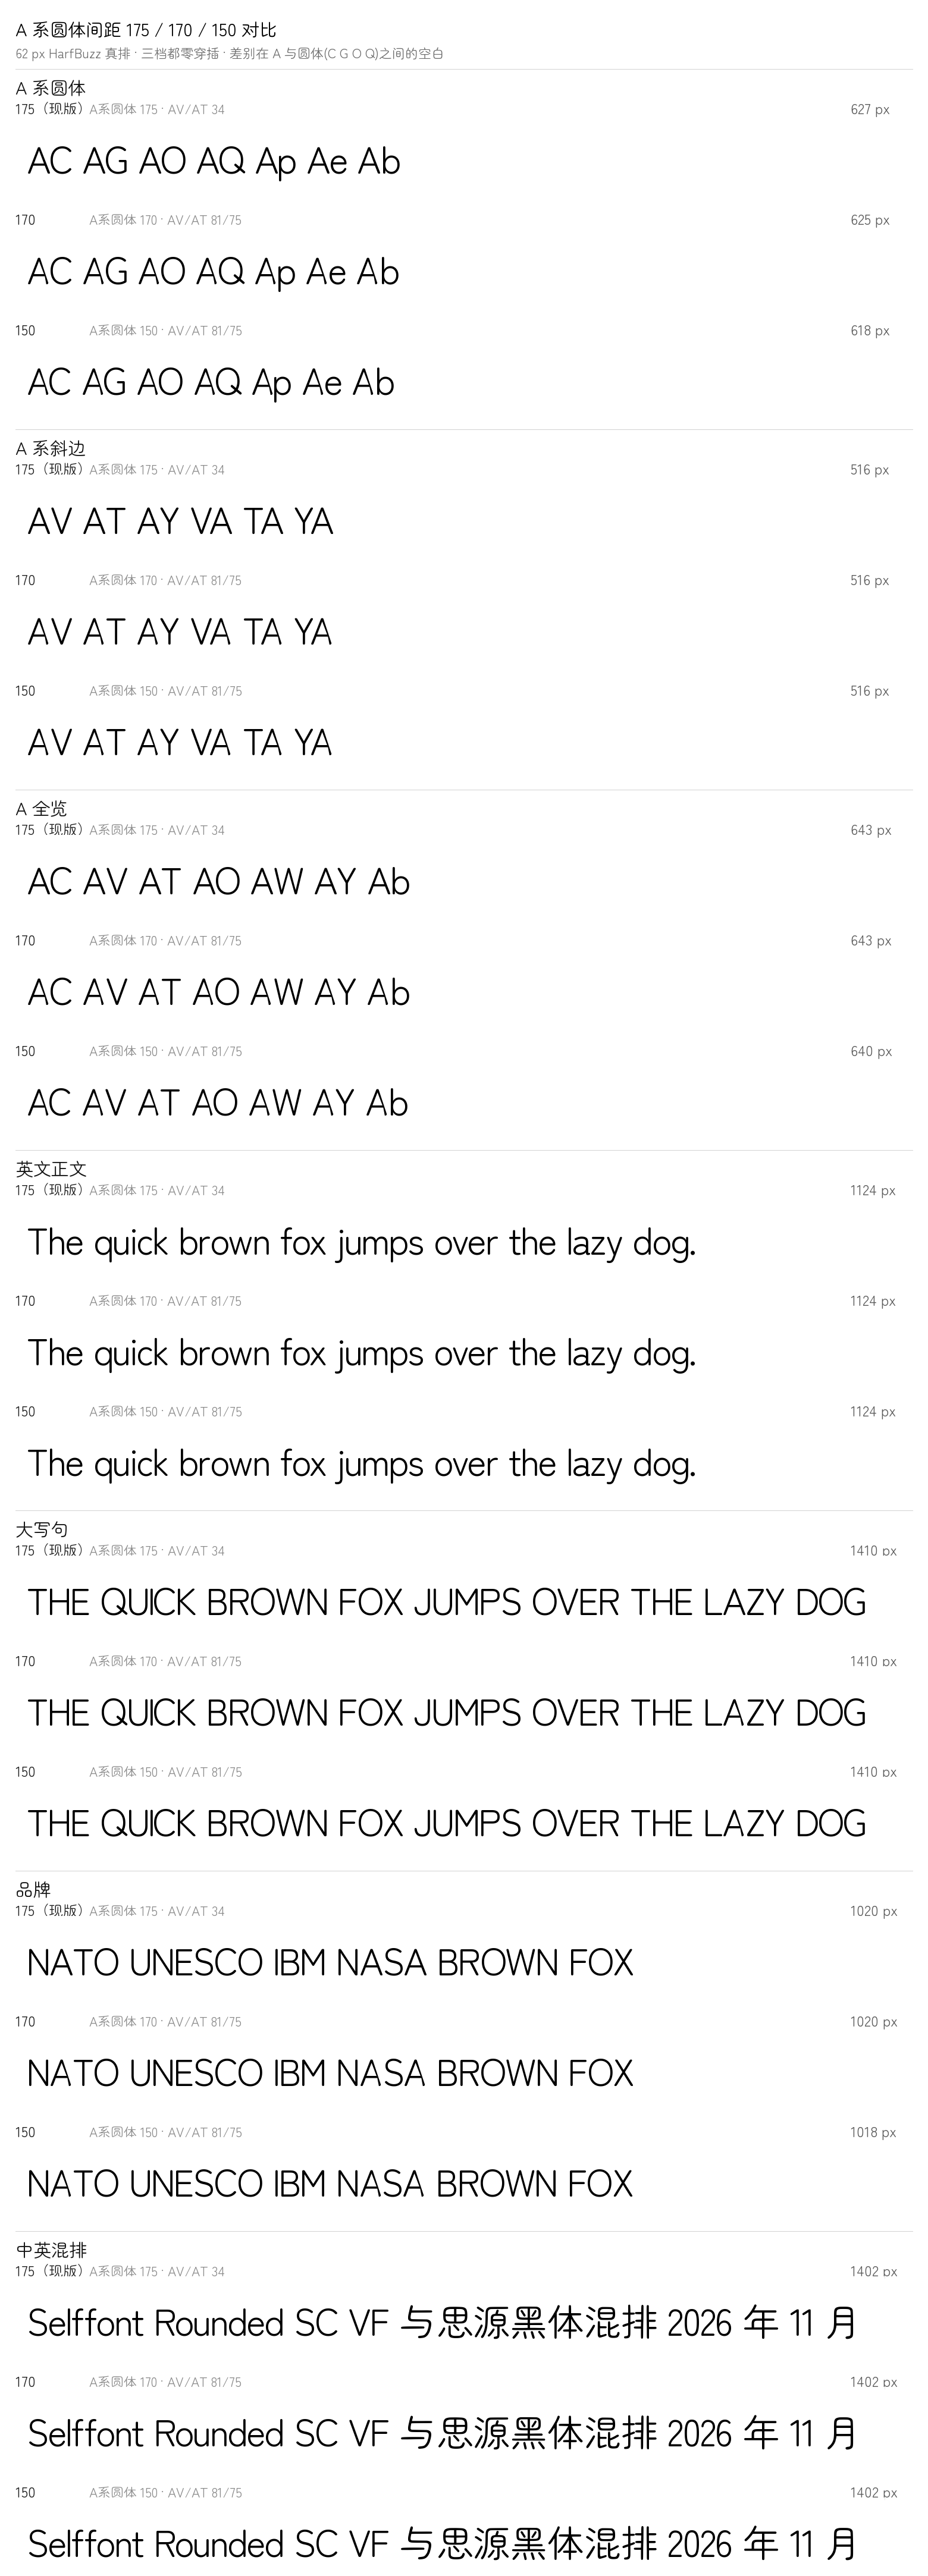 A 系圆体间距 175 / 170 / 150 对比
62 px HarfBuzz 真排 · 三档都零穿插 · 差别在 A 与圆体(C G O Q)之间的空白
A 系圆体
175（现版） A系圆体 175 · AV/AT 34 627 px
AC AG AO AQ Ap Ae Ab
170 A系圆体 170 · AV/AT 81/75 625 px
AC AG AO AQ Ap Ae Ab
150 A系圆体 150 · AV/AT 81/75 618 px
AC AG AO AQ Ap Ae Ab
A 系斜边
175（现版） A系圆体 175 · AV/AT 34 516 px
AV AT AY VA TA YA
170 A系圆体 170 · AV/AT 81/75 516 px
AV AT AY VA TA YA
150 A系圆体 150 · AV/AT 81/75 516 px
AV AT AY VA TA YA
A 全览
175（现版） A系圆体 175 · AV/AT 34 643 px
AC AV AT AO AW AY Ab
170 A系圆体 170 · AV/AT 81/75 643 px
AC AV AT AO AW AY Ab
150 A系圆体 150 · AV/AT 81/75 640 px
AC AV AT AO AW AY Ab
英文正文
175（现版） A系圆体 175 · AV/AT 34 1124 px
The quick brown fox jumps over the lazy dog.
170 A系圆体 170 · AV/AT 81/75 1124 px
The quick brown fox jumps over the lazy dog.
150 A系圆体 150 · AV/AT 81/75 1124 px
The quick brown fox jumps over the lazy dog.
大写句
175（现版） A系圆体 175 · AV/AT 34 1410 px
THE QUICK BROWN FOX JUMPS OVER THE LAZY DOG
170 A系圆体 170 · AV/AT 81/75 1410 px
THE QUICK BROWN FOX JUMPS OVER THE LAZY DOG
150 A系圆体 150 · AV/AT 81/75 1410 px
THE QUICK BROWN FOX JUMPS OVER THE LAZY DOG
品牌
175（现版） A系圆体 175 · AV/AT 34 1020 px
NATO UNESCO IBM NASA BROWN FOX
170 A系圆体 170 · AV/AT 81/75 1020 px
NATO UNESCO IBM NASA BROWN FOX
150 A系圆体 150 · AV/AT 81/75 1018 px
NATO UNESCO IBM NASA BROWN FOX
中英混排
175（现版） A系圆体 175 · AV/AT 34 1402 px
Selffont Rounded SC VF 与思源黑体混排 2026 年 11 月
170 A系圆体 170 · AV/AT 81/75 1402 px
Selffont Rounded SC VF 与思源黑体混排 2026 年 11 月
150 A系圆体 150 · AV/AT 81/75 1402 px
Selffont Rounded SC VF 与思源黑体混排 2026 年 11 月